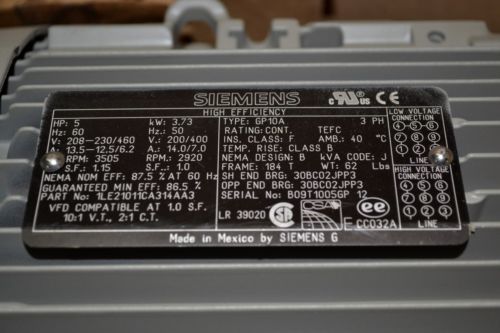 SIEMENS
c UL us CE
HIGH EFFICIENCY
HP: 5 kW: 3.73
Hz: 60 Hz: 50
V: 208-230/460 V: 200/400
A: 13.5-12.5/6.2 A: 14.0/7.0
RPM: 3505 RPM: 2920
S.F. 1.15 S.F. 1.0
NEMA NOM EFF: 87.5 % AT 60 Hz
GUARANTEED MIN EFF: 86.5 %
PART No: 1LE21011CA314AA3
VFD COMPATIBLE AT 1.0 S.F.
10:1 V.T., 2:1 C.T.
TYPE: GP10A 3 PH
RATING:CONT. TEFC
INS. CLASS: F AMB.: 40 °C
TEMP. RISE: CLASS B
NEMA DESIGN: B kVA CODE: J
FRAME: 184 T WT: 62 Lbs
SH END BRG: 30BC02JPP3
OPP END BRG: 30BC02JPP3
SERIAL: B09T1005GP 12
LR 39020
ee
CC032A
LOW VOLTAGE
CONNECTION
LINE
HIGH VOLTAGE
CONNECTION
LINE
Made in Mexico by SIEMENS G